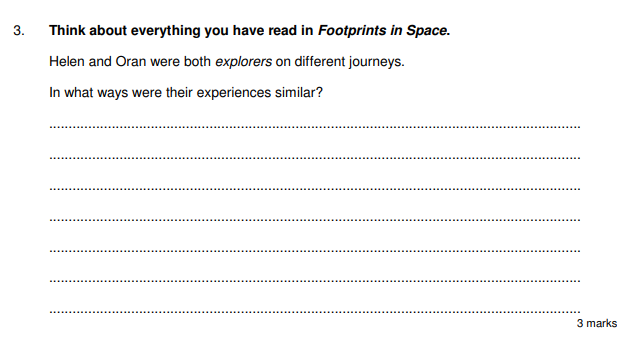 3. Think about everything you have read in Footprints in Space.
Helen and Oran were both explorers on different journeys.
In what ways were their experiences similar?
3 marks